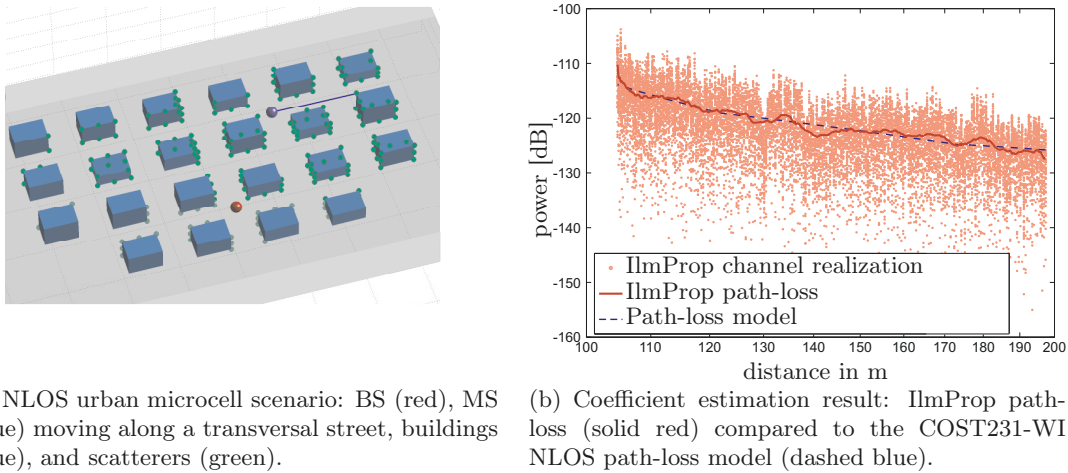 -100
-110
-120
-130
-140
-150
-160
power [dB]
IlmProp channel realization
IlmProp path-loss
Path-loss model
100 110 120 130 140 150 160 170 180 190 200
distance in m
NLOS urban microcell scenario: BS (red), MS
ue) moving along a transversal street, buildings
ue), and scatterers (green).
(b) Coefficient estimation result: IlmProp path-
loss (solid red) compared to the COST231-WI
NLOS path-loss model (dashed blue).